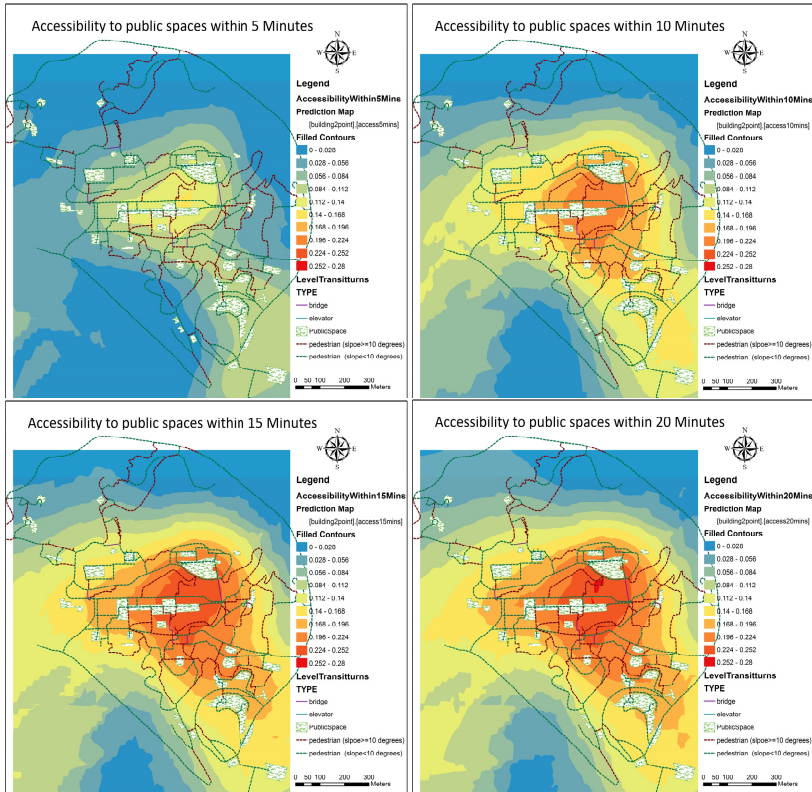 Accessibility to public spaces within 5 Minutes
N
W E
S
Legend
AccessibilityWithin5Mins
Prediction Map
[building2point].[access5mins]
Filled Contours
0 - 0.028
0.028 - 0.056
0.056 - 0.084
0.084 - 0.112
0.112 - 0.14
0.14 - 0.168
0.168 - 0.196
0.196 - 0.224
0.224 - 0.252
0.252 - 0.28
LevelTransitturns
TYPE
bridge
elevator
PublicSpace
pedestrian (slpoe>=10 degrees)
pedestrian (slope<10 degrees)
0 50 100 200 300
Meters
Accessibility to public spaces within 10 Minutes
N
W E
S
Legend
AccessibilityWithin10Mins
Prediction Map
[building2point].[access10mins]
Filled Contours
0 - 0.028
0.028 - 0.056
0.056 - 0.084
0.084 - 0.112
0.112 - 0.14
0.14 - 0.168
0.168 - 0.196
0.196 - 0.224
0.224 - 0.252
0.252 - 0.28
LevelTransitturns
TYPE
bridge
elevator
PublicSpace
pedestrian (slpoe>=10 degrees)
pedestrian (slope<10 degrees)
0 50 100 200 300
Meters
Accessibility to public spaces within 15 Minutes
N
W E
S
Legend
AccessibilityWithin15Mins
Prediction Map
[building2point].[access15mins]
Filled Contours
0 - 0.028
0.028 - 0.056
0.056 - 0.084
0.084 - 0.112
0.112 - 0.14
0.14 - 0.168
0.168 - 0.196
0.196 - 0.224
0.224 - 0.252
0.252 - 0.28
LevelTransitturns
TYPE
bridge
elevator
PublicSpace
pedestrian (slpoe>=10 degrees)
pedestrian (slope<10 degrees)
0 50 100 200 300
Meters
Accessibility to public spaces within 20 Minutes
N
W E
S
Legend
AccessibilityWithin20Mins
Prediction Map
[building2point].[access20mins]
Filled Contours
0 - 0.028
0.028 - 0.056
0.056 - 0.084
0.084 - 0.112
0.112 - 0.14
0.14 - 0.168
0.168 - 0.196
0.196 - 0.224
0.224 - 0.252
0.252 - 0.28
LevelTransitturns
TYPE
bridge
elevator
PublicSpace
pedestrian (slpoe>=10 degrees)
pedestrian (slope<10 degrees)
0 50 100 200 300
Meters